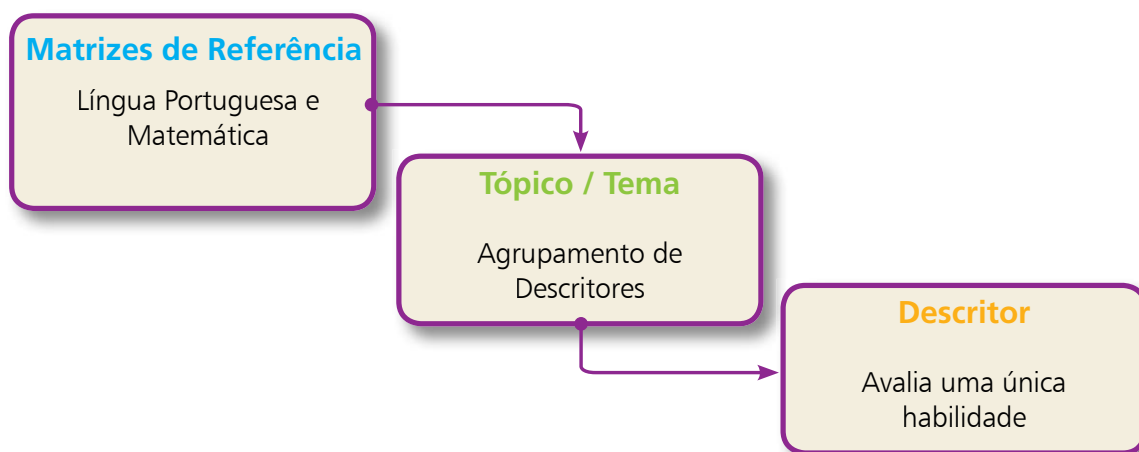 Matrizes de Referência
Língua Portuguesa e
Matemática
Tópico / Tema
Agrupamento de
Descritores
Descritor
Avalia uma única
habilidade